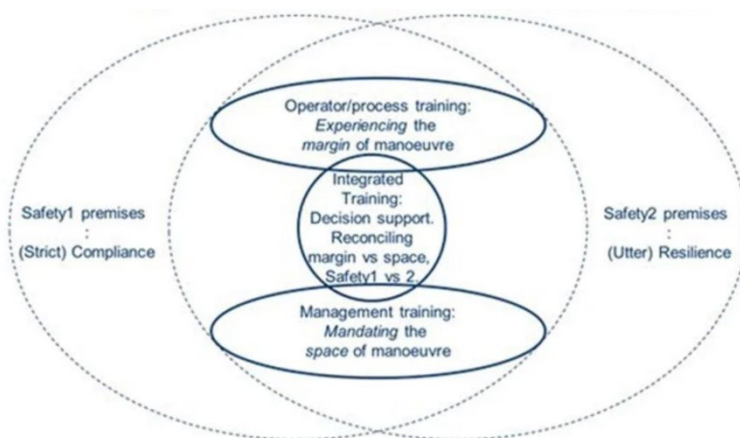 Operator/process training:
Experiencing the
margin of manoeuvre
Integrated
Training:
Decision support.
Reconciling
margin vs space,
Safety1 vs 2.
Safety1 premises
:
(Strict) Compliance
Safety2 premises
:
(Utter) Resilience
Management training:
Mandating the
space of manoeuvre